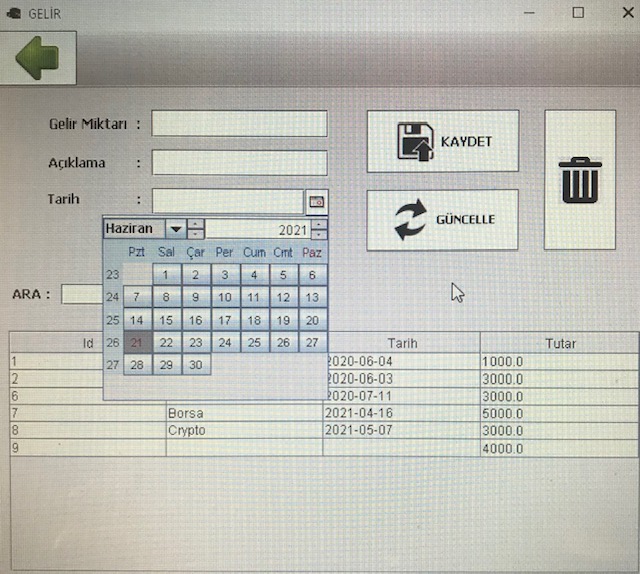 GELİR
Gelir Miktarı :
KAYDET
Açıklama :
Tarih :
GÜNCELLE
Haziran 2021
Pzt Sal Çar Per Cum Cmt Paz
23 1 2 3 4 5 6
24 7 8 9 10 11 12 13
25 14 15 16 17 18 19 20
26 21 22 23 24 25 26 27
27 28 29 30
ARA :
Id Tarih Tutar
1 2020-06-04 1000.0
2 2020-06-03 3000.0
6 2020-07-11 3000.0
7 Borsa 2021-04-16 5000.0
8 Crypto 2021-05-07 3000.0
9 4000.0